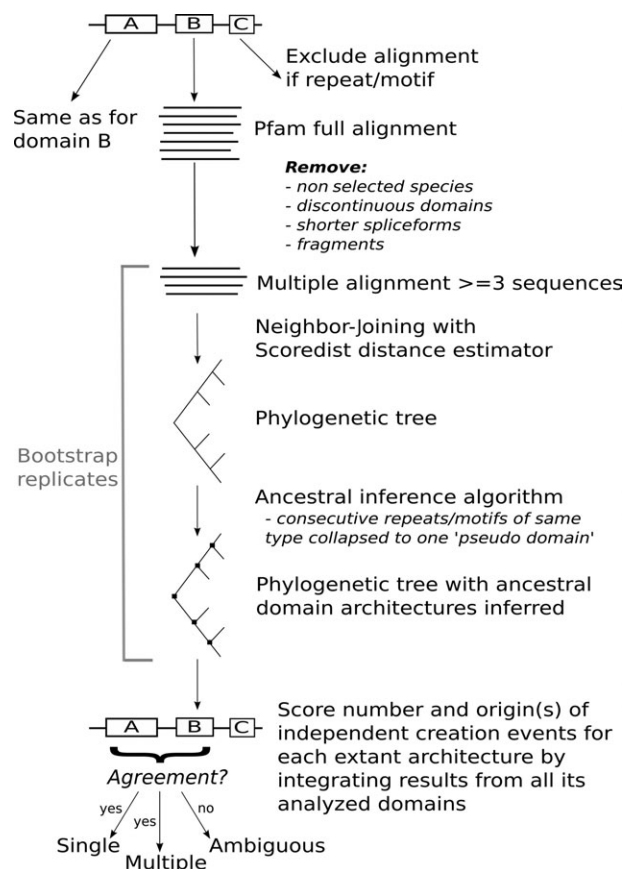 A B C
Exclude alignment
if repeat/motif
Same as for
domain B
Pfam full alignment
Remove:
- non selected species
- discontinuous domains
- shorter spliceforms
- fragments
Multiple alignment >=3 sequences
Neighbor-Joining with
Scoredist distance estimator
Phylogenetic tree
Bootstrap
replicates
Ancestral inference algorithm
- consecutive repeats/motifs of same
type collapsed to one 'pseudo domain'
Phylogenetic tree with ancestral
domain architectures inferred
A B C
Score number and origin(s) of
independent creation events for
each extant architecture by
integrating results from all its
analyzed domains
Agreement?
yes yes no
Single Multiple Ambiguous